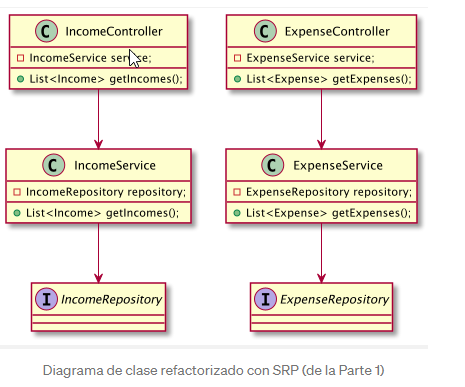 C IncomeController
IncomeService service;
List<Income> getIncomes();
C ExpenseController
ExpenseService service;
List<Expense> getExpenses();
C IncomeService
IncomeRepository repository;
List<Income> getIncomes();
C ExpenseService
ExpenseRepository repository;
List<Expense> getExpenses();
I IncomeRepository
I ExpenseRepository
Diagrama de clase refactorizado con SRP (de la Parte 1)